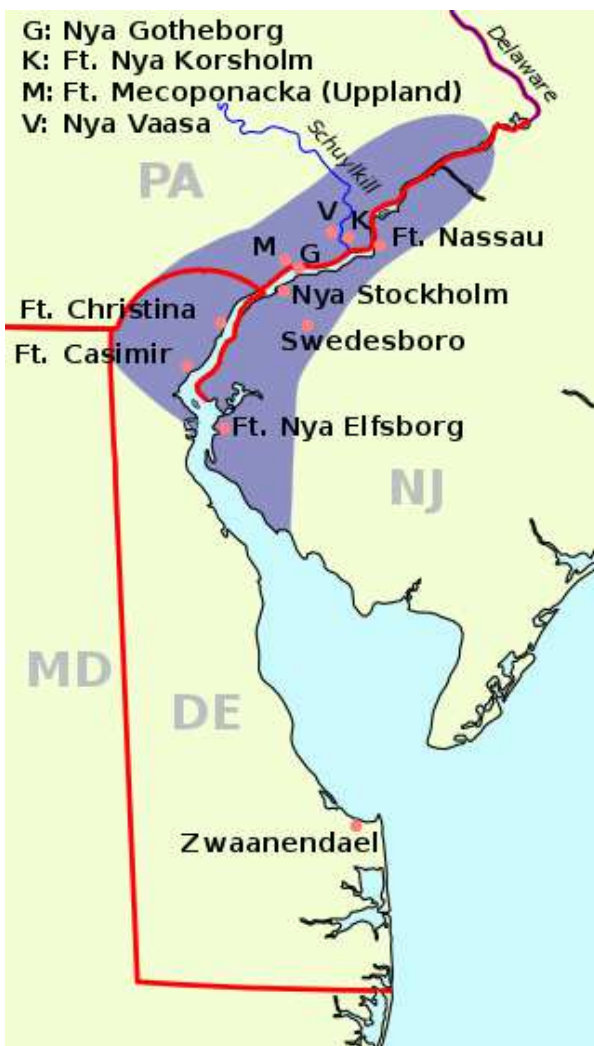 G: Nya Gotheborg
K: Ft. Nya Korsholm
M: Ft. Mecoponacka (Uppland)
V: Nya Vaasa
Delaware
Schuylkill
PA
V
K
M
G
Ft. Nassau
Nya Stockholm
Ft. Christina
Swedesboro
Ft. Casimir
Ft. Nya Elfsborg
NJ
MD
DE
Zwaanendael